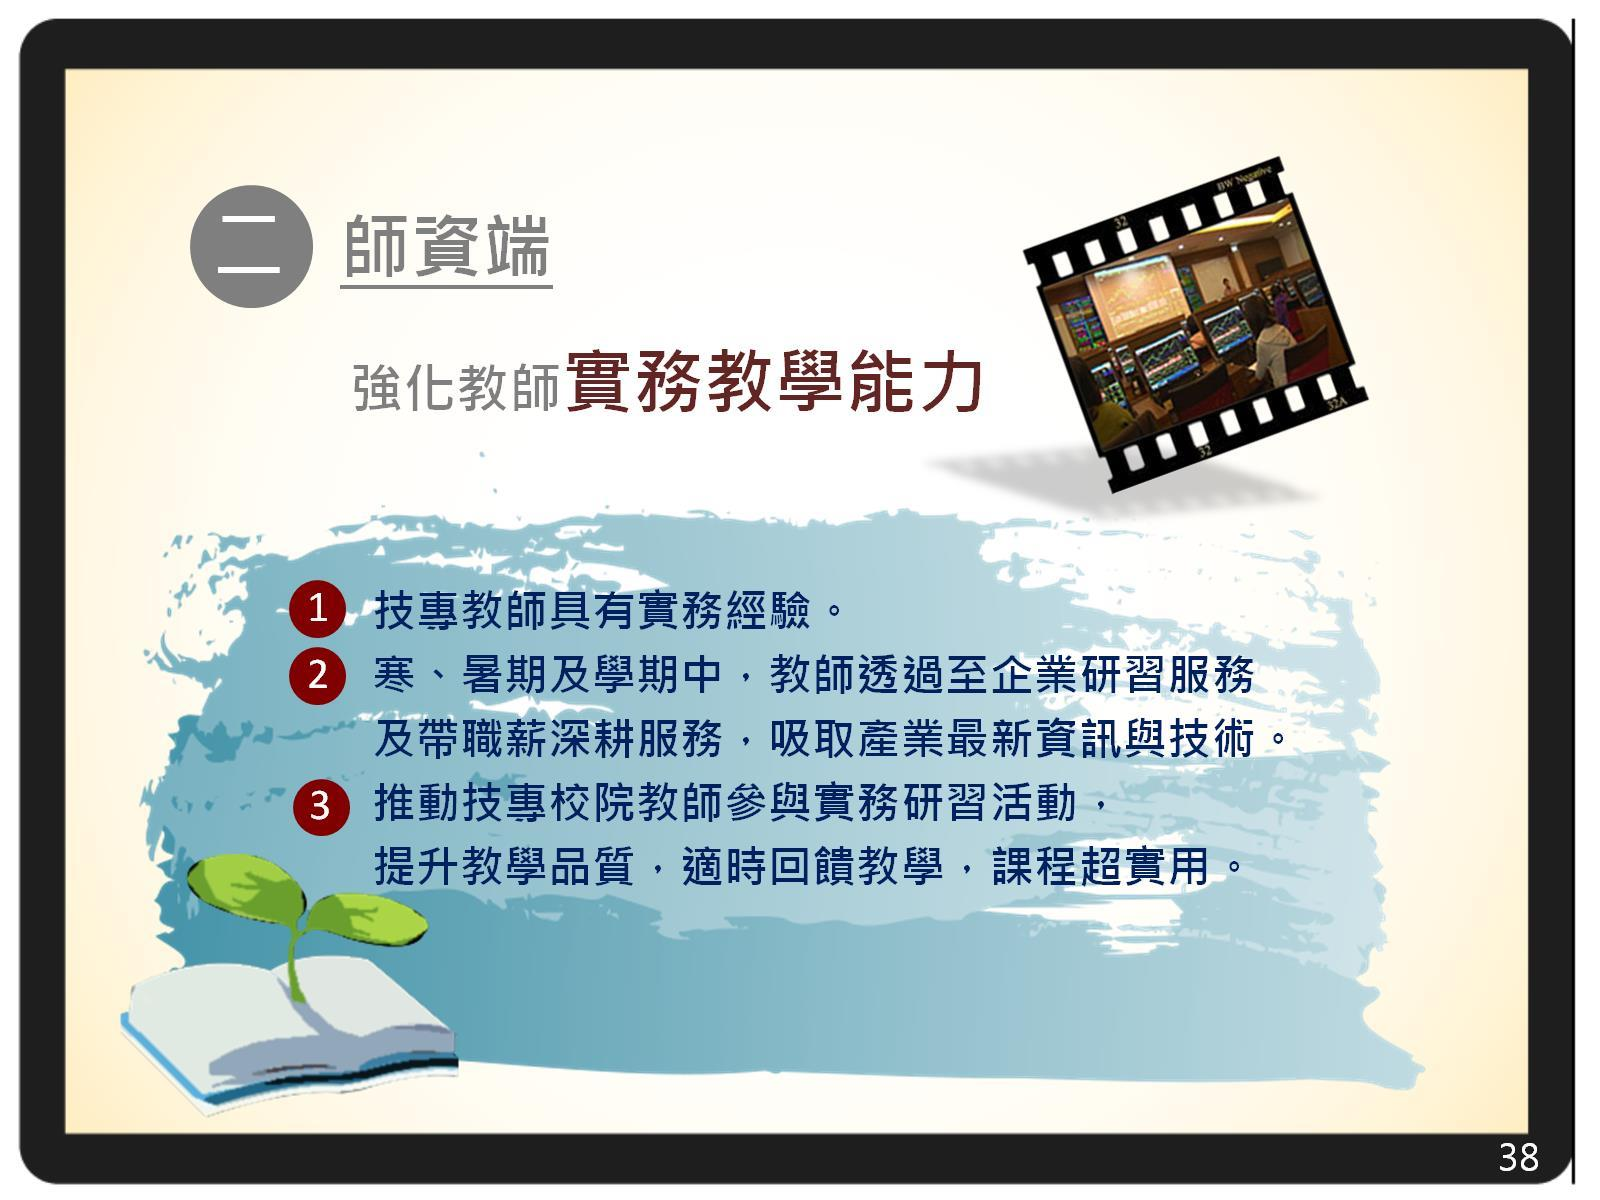 二 師資端
BW Negative
32
強化教師實務教學能力
32A
32
1 技專教師具有實務經驗。
2 寒、暑期及學期中，教師透過至企業研習服務
及帶職薪深耕服務，吸取產業最新資訊與技術。
3 推動技專校院教師參與實務研習活動，
提升教學品質，適時回饋教學，課程超實用。
38